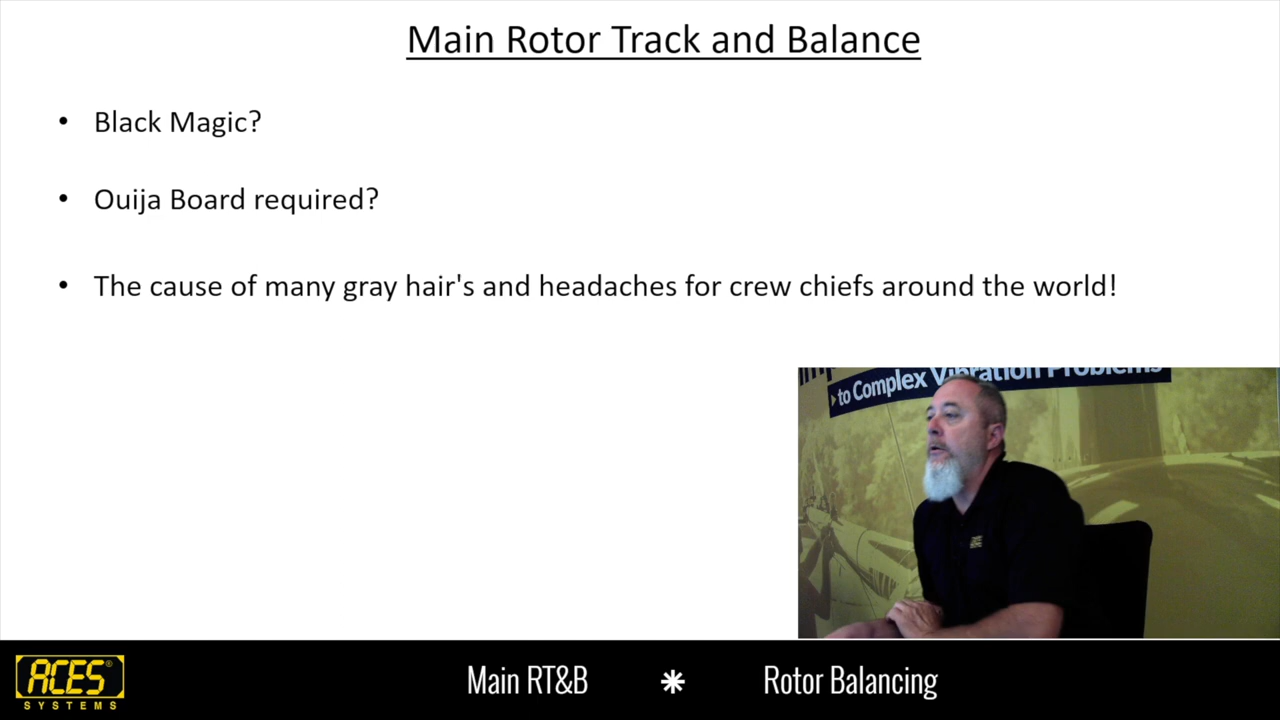 Main Rotor Track and Balance
• Black Magic?
• Ouija Board required?
• The cause of many gray hair's and headaches for crew chiefs around the world!
to Complex Vibration Problems
ACES®
SYSTEMS
Main RT&B
Rotor Balancing